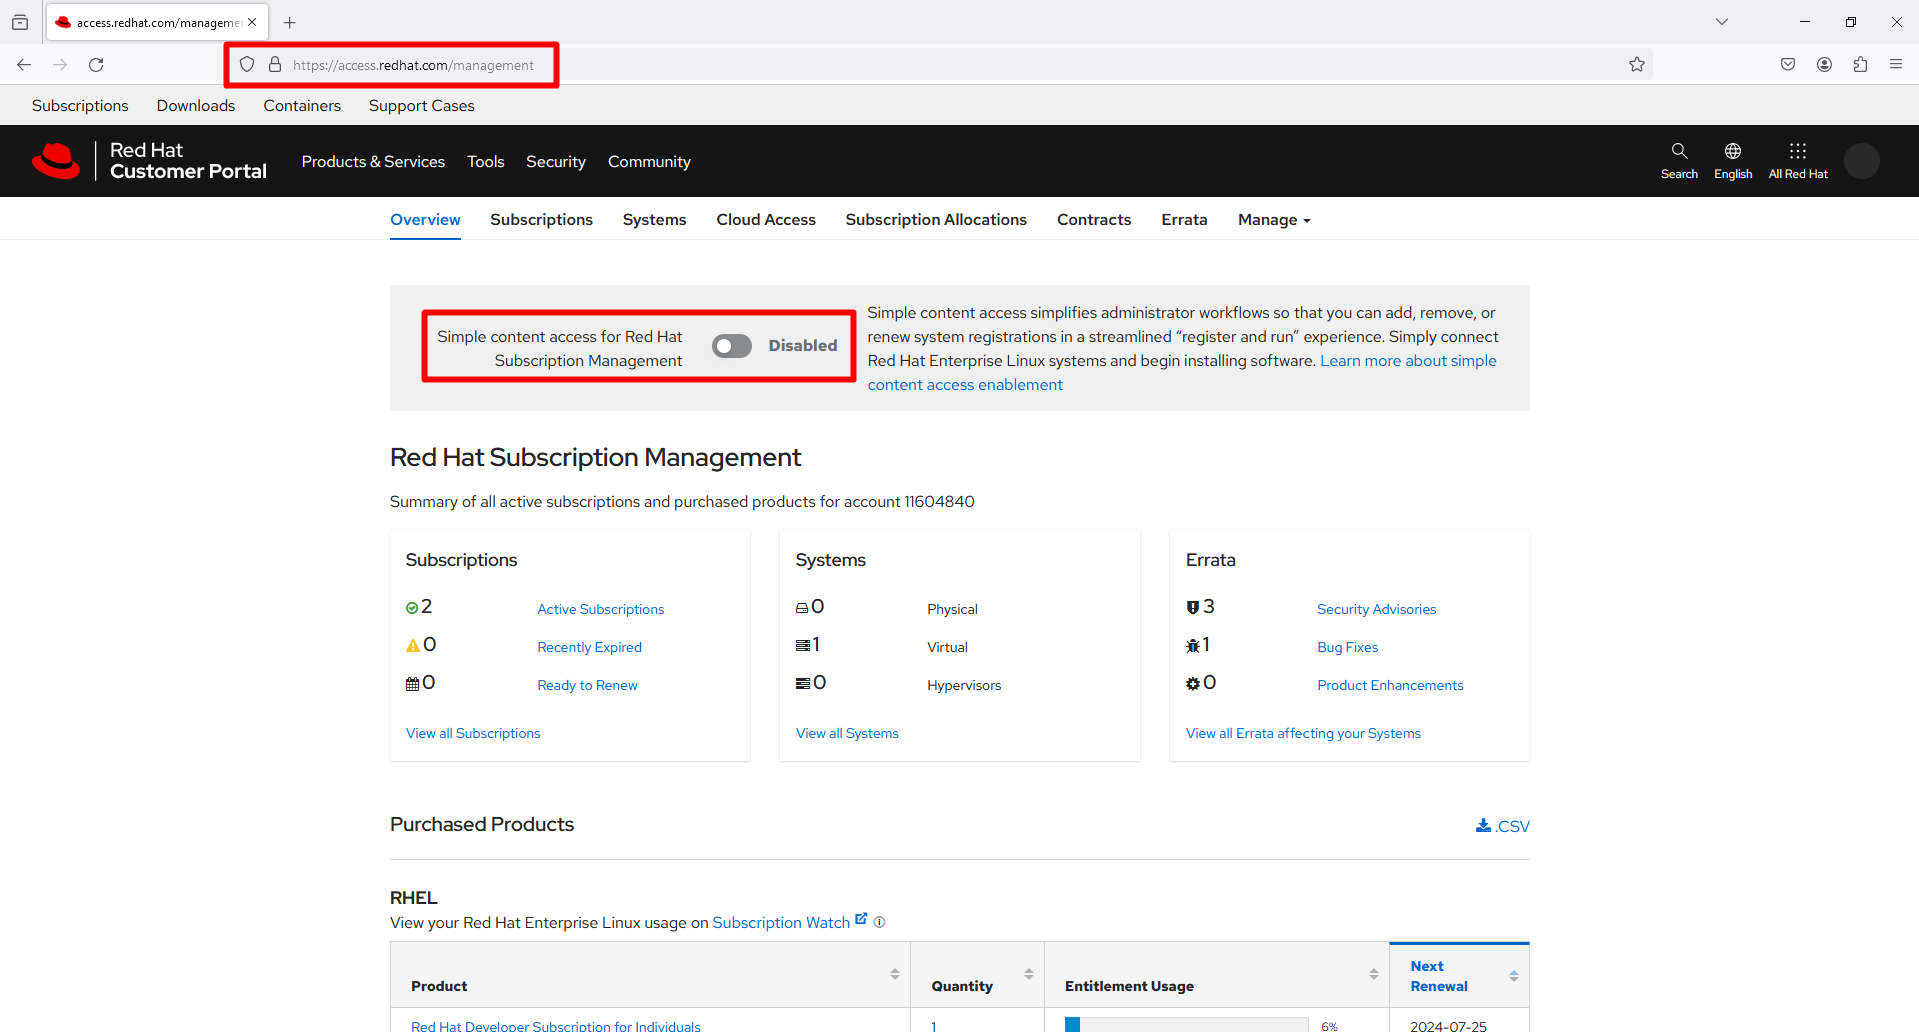 access.redhat.com/manageme
https://access.redhat.com/management
Subscriptions Downloads Containers Support Cases
Red Hat
Customer Portal
Products & Services Tools Security Community
Search English All Red Hat
Overview Subscriptions Systems Cloud Access Subscription Allocations Contracts Errata Manage
Simple content access for Red Hat
Subscription Management
Disabled
Simple content access simplifies administrator workflows so that you can add, remove, or
renew system registrations in a streamlined “register and run” experience. Simply connect
Red Hat Enterprise Linux systems and begin installing software. Learn more about simple
content access enablement
Red Hat Subscription Management
Summary of all active subscriptions and purchased products for account 11604840
Subscriptions
2 Active Subscriptions
0 Recently Expired
0 Ready to Renew
View all Subscriptions
Systems
0 Physical
1 Virtual
0 Hypervisors
View all Systems
Errata
3 Security Advisories
1 Bug Fixes
0 Product Enhancements
View all Errata affecting your Systems
Purchased Products
.CSV
RHEL
View your Red Hat Enterprise Linux usage on Subscription Watch
Product Quantity Entitlement Usage Next
Renewal
Red Hat Developer Subscription for Individuals 1 6% 2024-07-25